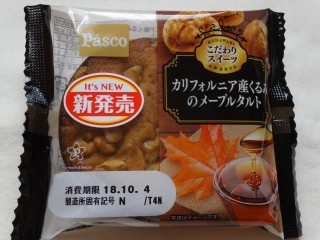 Pasco
こだわり
スイーツ
It's NEW
新発売
カリフォルニア産くるみ
のメープルタルト
消費期限 18.10.4
製造所固有記号 N /T4N